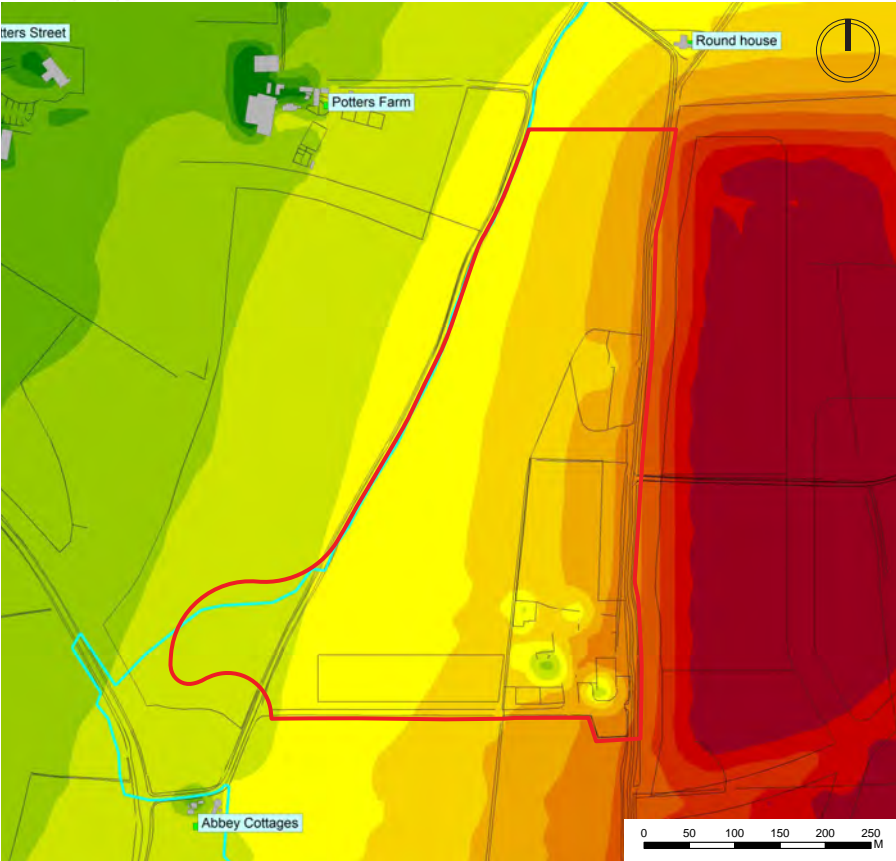 tters Street
Round house
Potters Farm
Abbey Cottages
0 50 100 150 200 250
M